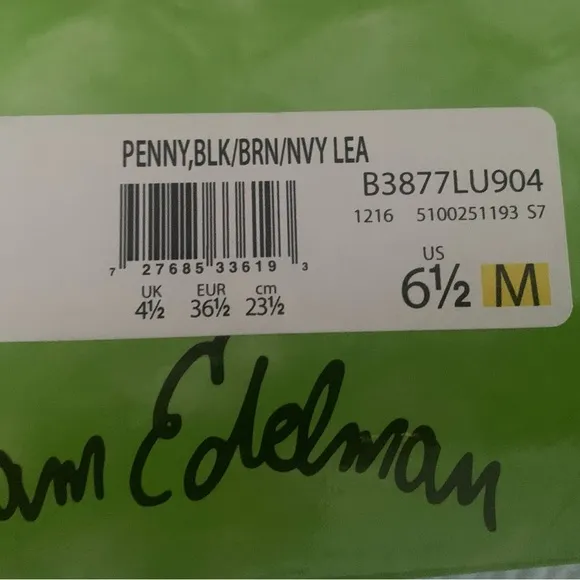 PENNY,BLK/BRN/NVY LEA
B3877LU904
1216 5100251193 S7
7 27685 33619 3
UK EUR cm
4½ 36½ 23½
US
6½ M
am Edelman